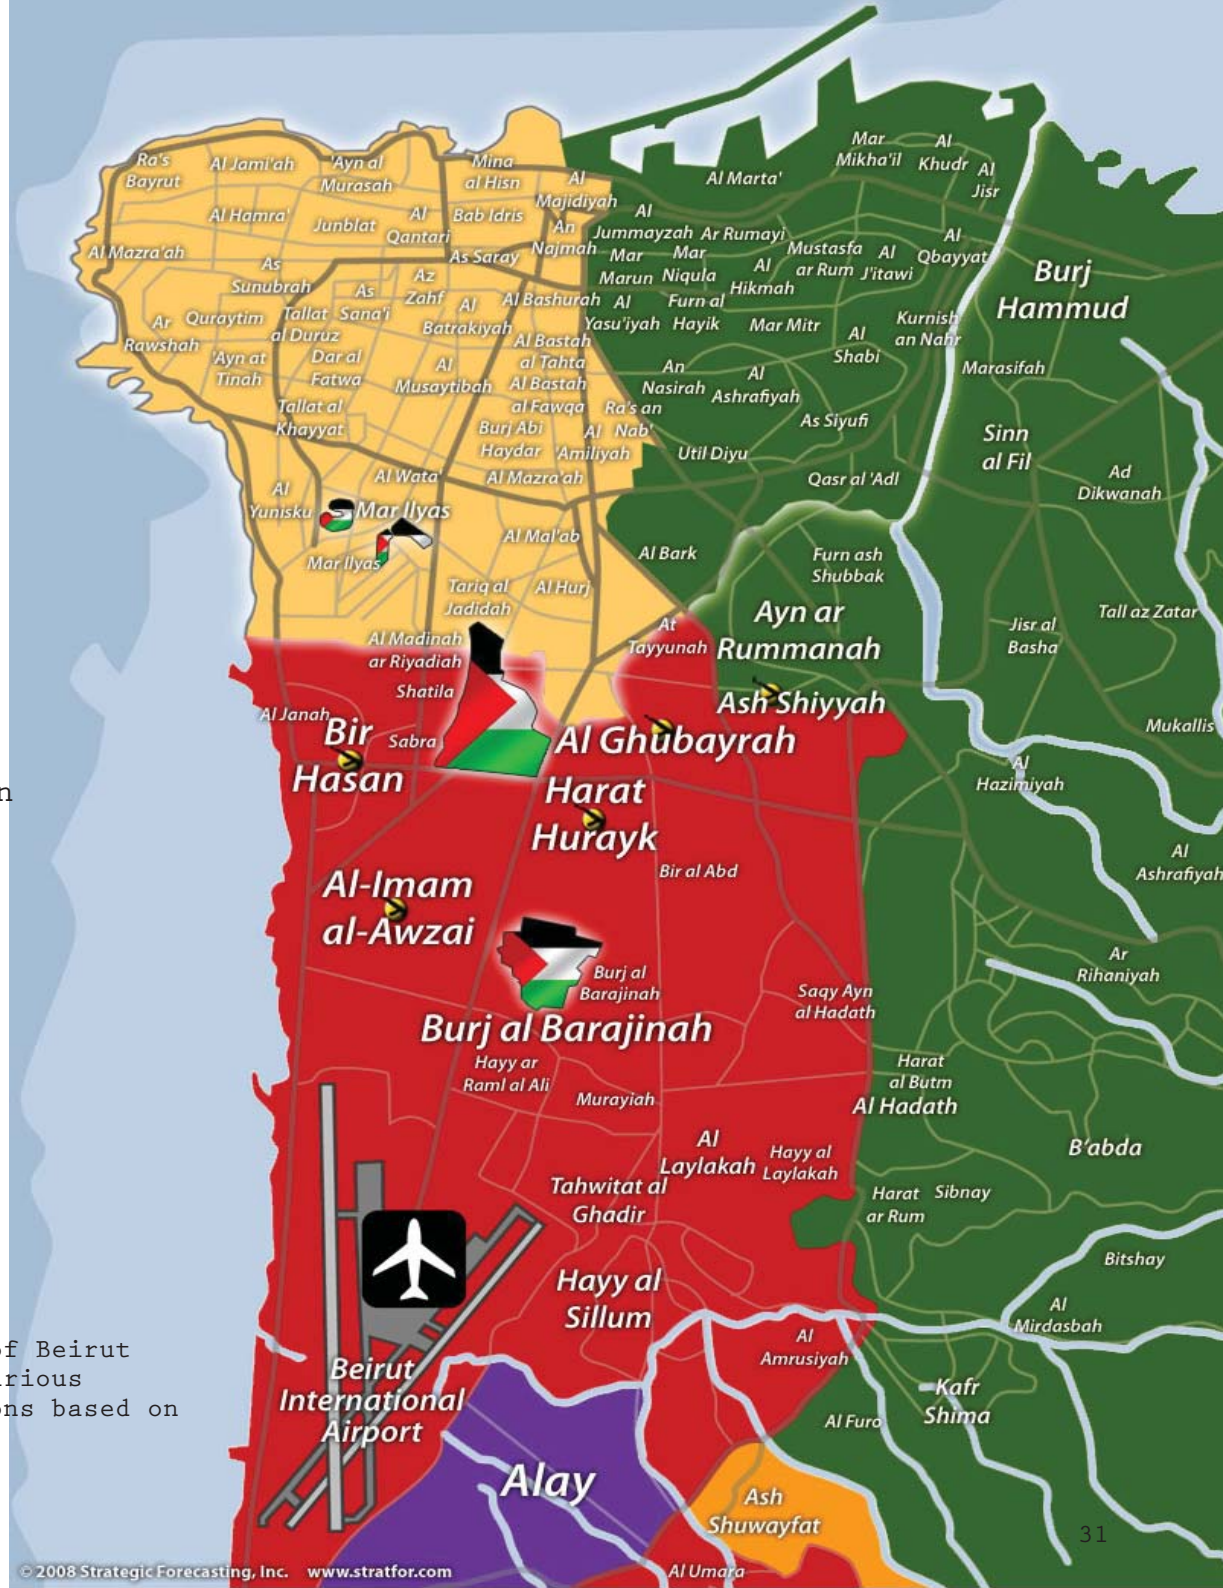 Ra's
Bayrut
Al Jami'ah
'Ayn al
Murasah
Mina
al Hisn
Al
Majidiyah
Al Marta'
Mar
Mikha'il
Al
Khudr
Al
Jisr
Al Hamra'
Junblat
Al
Qantari
Bab Idris
An
Najmah
Al
Jummayzah
Ar Rumayi
Mustasfa
ar Rum
Al
J'itawi
Al
Qbayyat
Al Mazra'ah
As
Sunubrah
As Saray
Mar
Marun
Mar
Niqula
Al
Hikmah
Burj
Hammud
Az
Zahf
As
Sana'i
Al
Batrakiyah
Al Bashurah
Al
Yasu'iyah
Furn al
Hayik
Mar Mitr
Al
Shabi
Kurnish
an Nahr
Ar
Rawshah
Quraytim
Tallat
al Duruz
'Ayn at
Tinah
Dar al
Fatwa
Al
Musaytibah
Al Bastah
al Tahta
Al Bastah
al Fawqa
An
Nasirah
Al
Ashrafiyah
Marasifah
Tallat al
Khayyat
Burj Abi
Haydar
Al
'Amiliyah
Ra's an
Nab'
As Siyufi
Util Diyu
Sinn
al Fil
Al Wata'
Al Mazra'ah
Qasr al 'Adl
Ad
Dikwanah
Al
Yunisku
Mar Ilyas
Mar Ilyas
Al Mal'ab
Al Bark
Furn ash
Shubbak
Tariq al
Jadidah
Al Hurj
Ayn ar
Rummanah
Jisr al
Basha
Tall az Zatar
Al Madinah
ar Riyadiah
At
Tayyunah
Shatila
Ash Shiyyah
Al Janah
Bir
Hasan
Sabra
Al Ghubayrah
Mukallis
Al
Hazimiyah
n
Harat
Hurayk
Bir al Abd
Al
Ashrafiyah
Al-Imam
al-Awzai
Burj al
Barajinah
Ar
Rihaniyah
Saqy Ayn
al Hadath
Burj al Barajinah
Hayy ar
Raml al Ali
Murayiah
Harat
al Butm
Al Hadath
Al
Laylakah
Hayy al
Laylakah
B'abda
Tahwitat al
Ghadir
Harat
ar Rum
Sibnay
Bitshay
Hayy al
Sillum
Al
Mirdasbah
of Beirut
arious
ons based on
Al
Amrusiyah
Beirut
International
Airport
Kafr
Shima
Al Furo
Alay
Ash
Shuwayfat
31
© 2008 Strategic Forecasting, Inc. www.stratfor.com
Al Umara